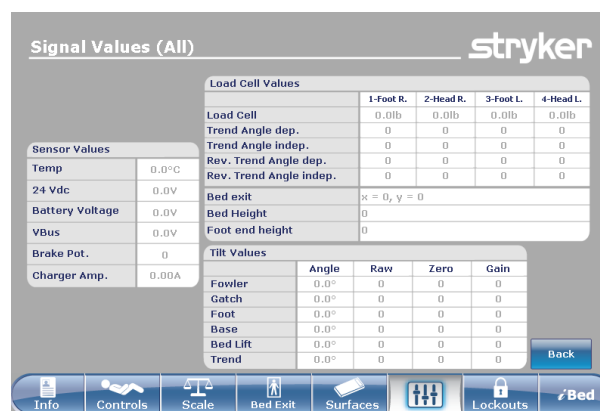 Signal Values (All)
stryker
Load Cell Values
1-Foot R. 2-Head R. 3-Foot L. 4-Head L.
Load Cell 0.0lb 0.0lb 0.0lb 0.0lb
Trend Angle dep. 0 0 0 0
Trend Angle indep. 0 0 0 0
Rev. Trend Angle dep. 0 0 0 0
Rev. Trend Angle indep. 0 0 0 0
Bed exit x = 0, y = 0
Bed Height 0
Foot end height 0
Sensor Values
Temp 0.0°C
24 Vdc 0.0V
Battery Voltage 0.0V
VBus 0.0V
Brake Pot. 0
Charger Amp. 0.00A
Tilt Values
Angle Raw Zero Gain
Fowler 0.0° 0 0 0
Gatch 0.0° 0 0 0
Foot 0.0° 0 0 0
Base 0.0° 0 0 0
Bed Lift 0.0° 0 0 0
Trend 0.0° 0 0 0
Back
Info Controls Scale Bed Exit Surfaces Lockouts iBed